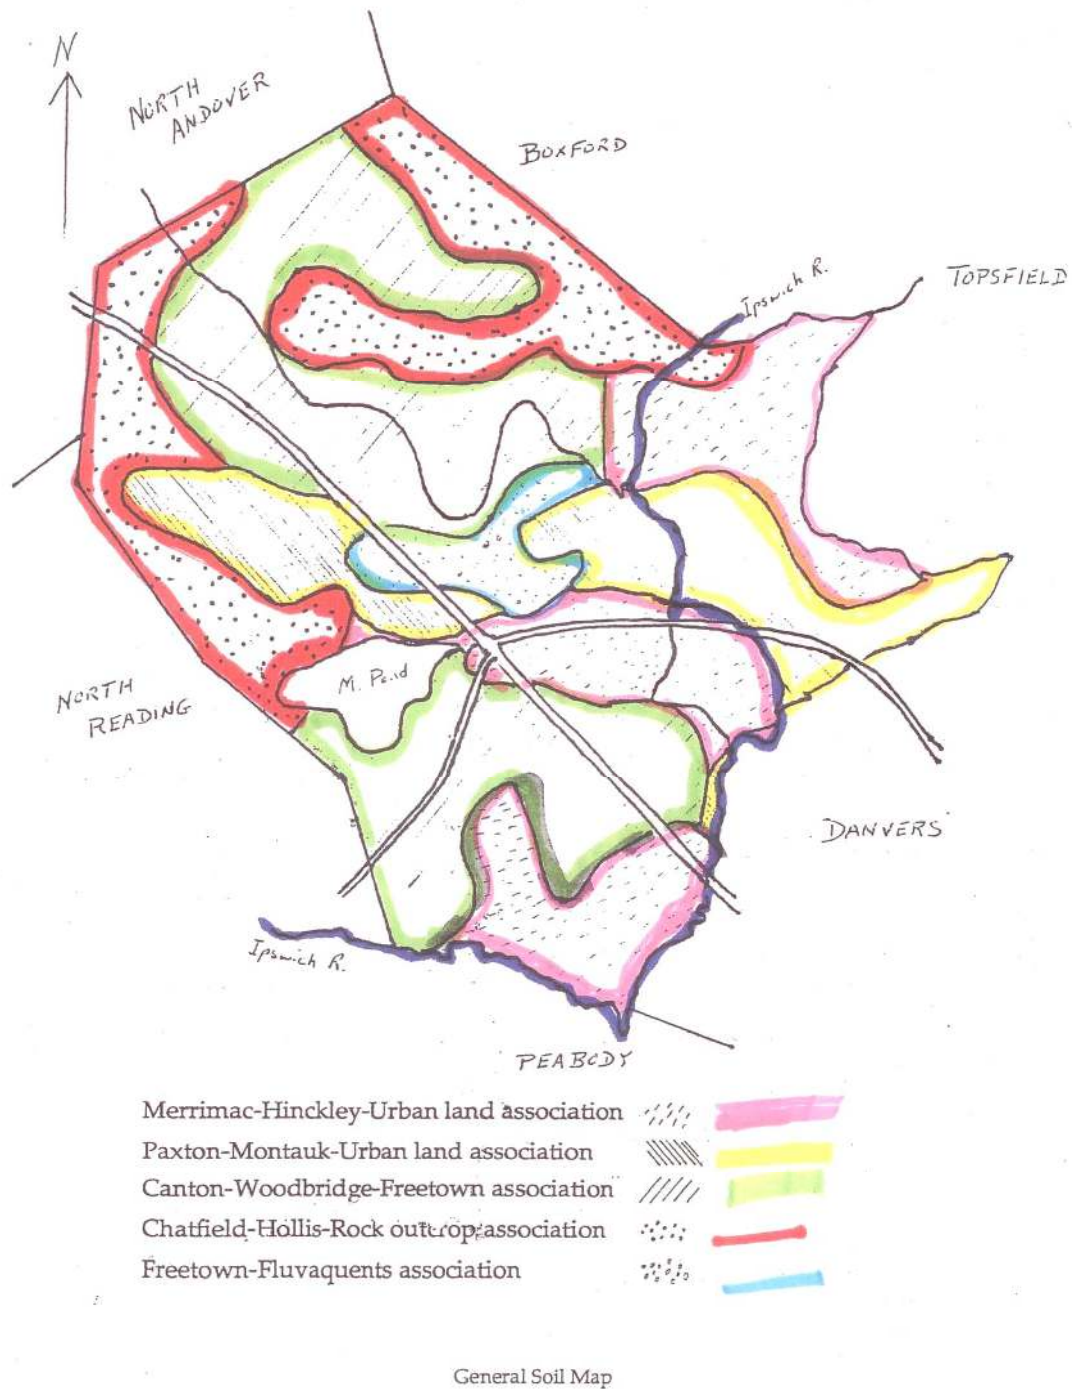 N
NORTH
ANDOVER
BOXFORD
Ipswich R.
TOPSFIELD
M. Pond
NORTH
READING
DANVERS
Ipswich R.
PEABODY
Merrimac-Hinckley-Urban land association
Paxton-Montauk-Urban land association
Canton-Woodbridge-Freetown association
Chatfield-Hollis-Rock outcrop association
Freetown-Fluvaquents association
General Soil Map